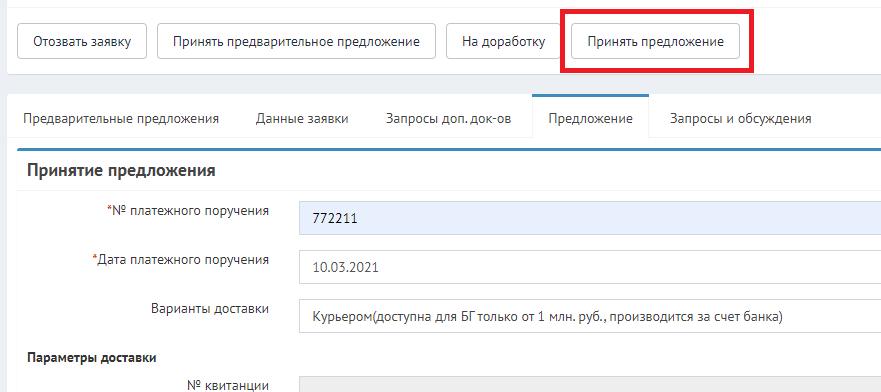 Отозвать заявку Принять предварительное предложение На доработку Принять предложение
Предварительные предложения Данные заявки Запросы доп. док-ов Предложение Запросы и обсуждения
Принятие предложения
*№ платежного поручения 772211
*Дата платежного поручения 10.03.2021
Варианты доставки Курьером(доступна для БГ только от 1 млн. руб., производится за счет банка)
Параметры доставки
№ квитанции